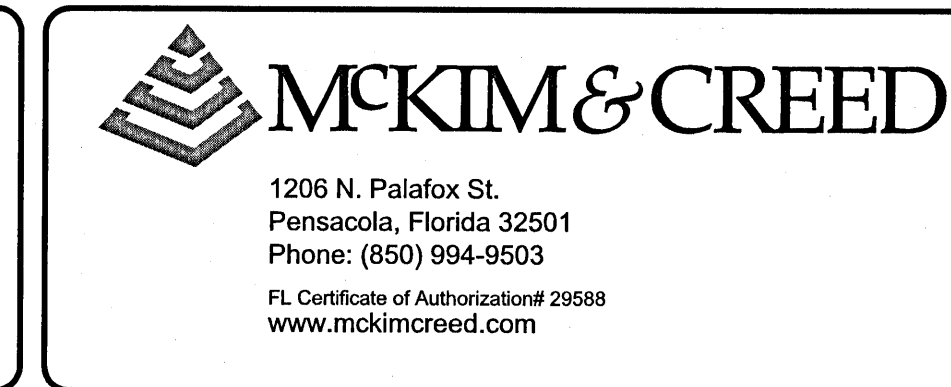 McKIM & CREED
1206 N. Palafox St.
Pensacola, Florida 32501
Phone: (850) 994-9503
FL Certificate of Authorization# 29588
www.mckimcreed.com